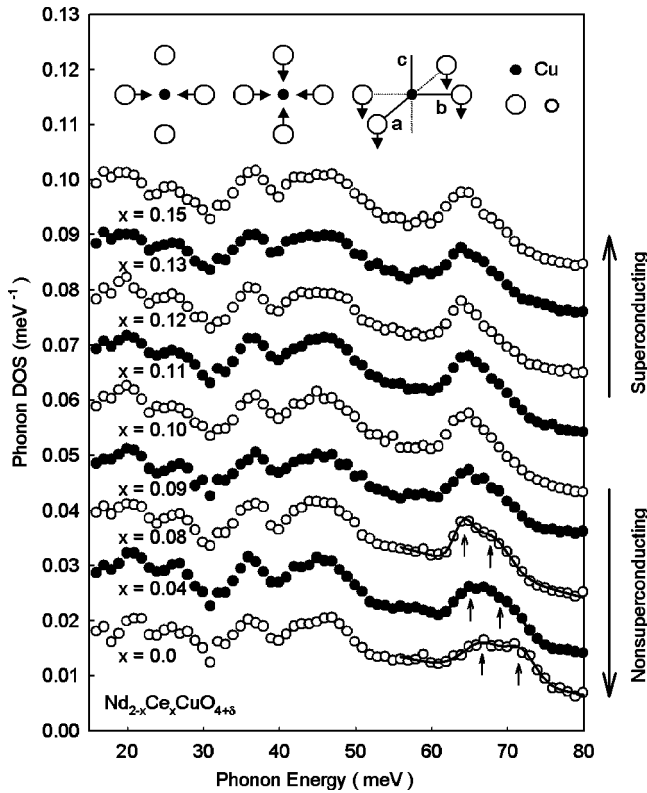 0.13
0.12
0.11
0.10
0.09
0.08
0.07
0.06
0.05
0.04
0.03
0.02
0.01
0.00
Phonon DOS (meV⁻¹)
c
a
b
Cu
O
x = 0.15
x = 0.13
x = 0.12
x = 0.11
x = 0.10
x = 0.09
x = 0.08
x = 0.04
x = 0.0
Nd₂₋ₓCeₓCuO₄₊δ
Superconducting
Nonsuperconducting
20 30 40 50 60 70 80
Phonon Energy ( meV)